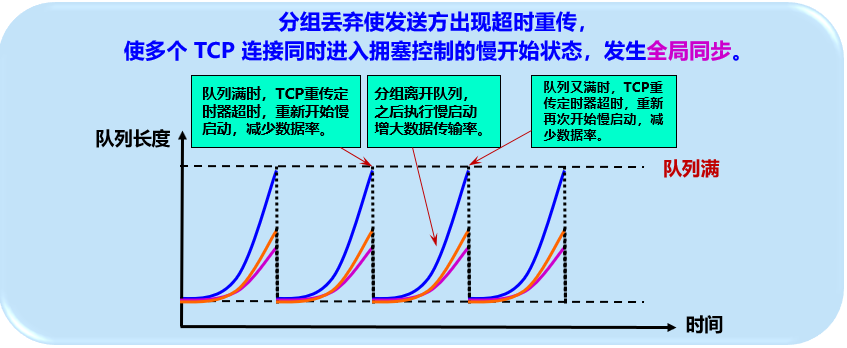 分组丢弃使发送方出现超时重传，
使多个 TCP 连接同时进入拥塞控制的慢开始状态，发生全局同步。
队列满时，TCP重传定
时器超时，重新开始慢
启动，减少数据率。
分组离开队列，
之后执行慢启动
增大数据传输率。
队列又满时，TCP重
传定时器超时，重新
再次开始慢启动，减
少数据率。
队列长度
队列满
时间